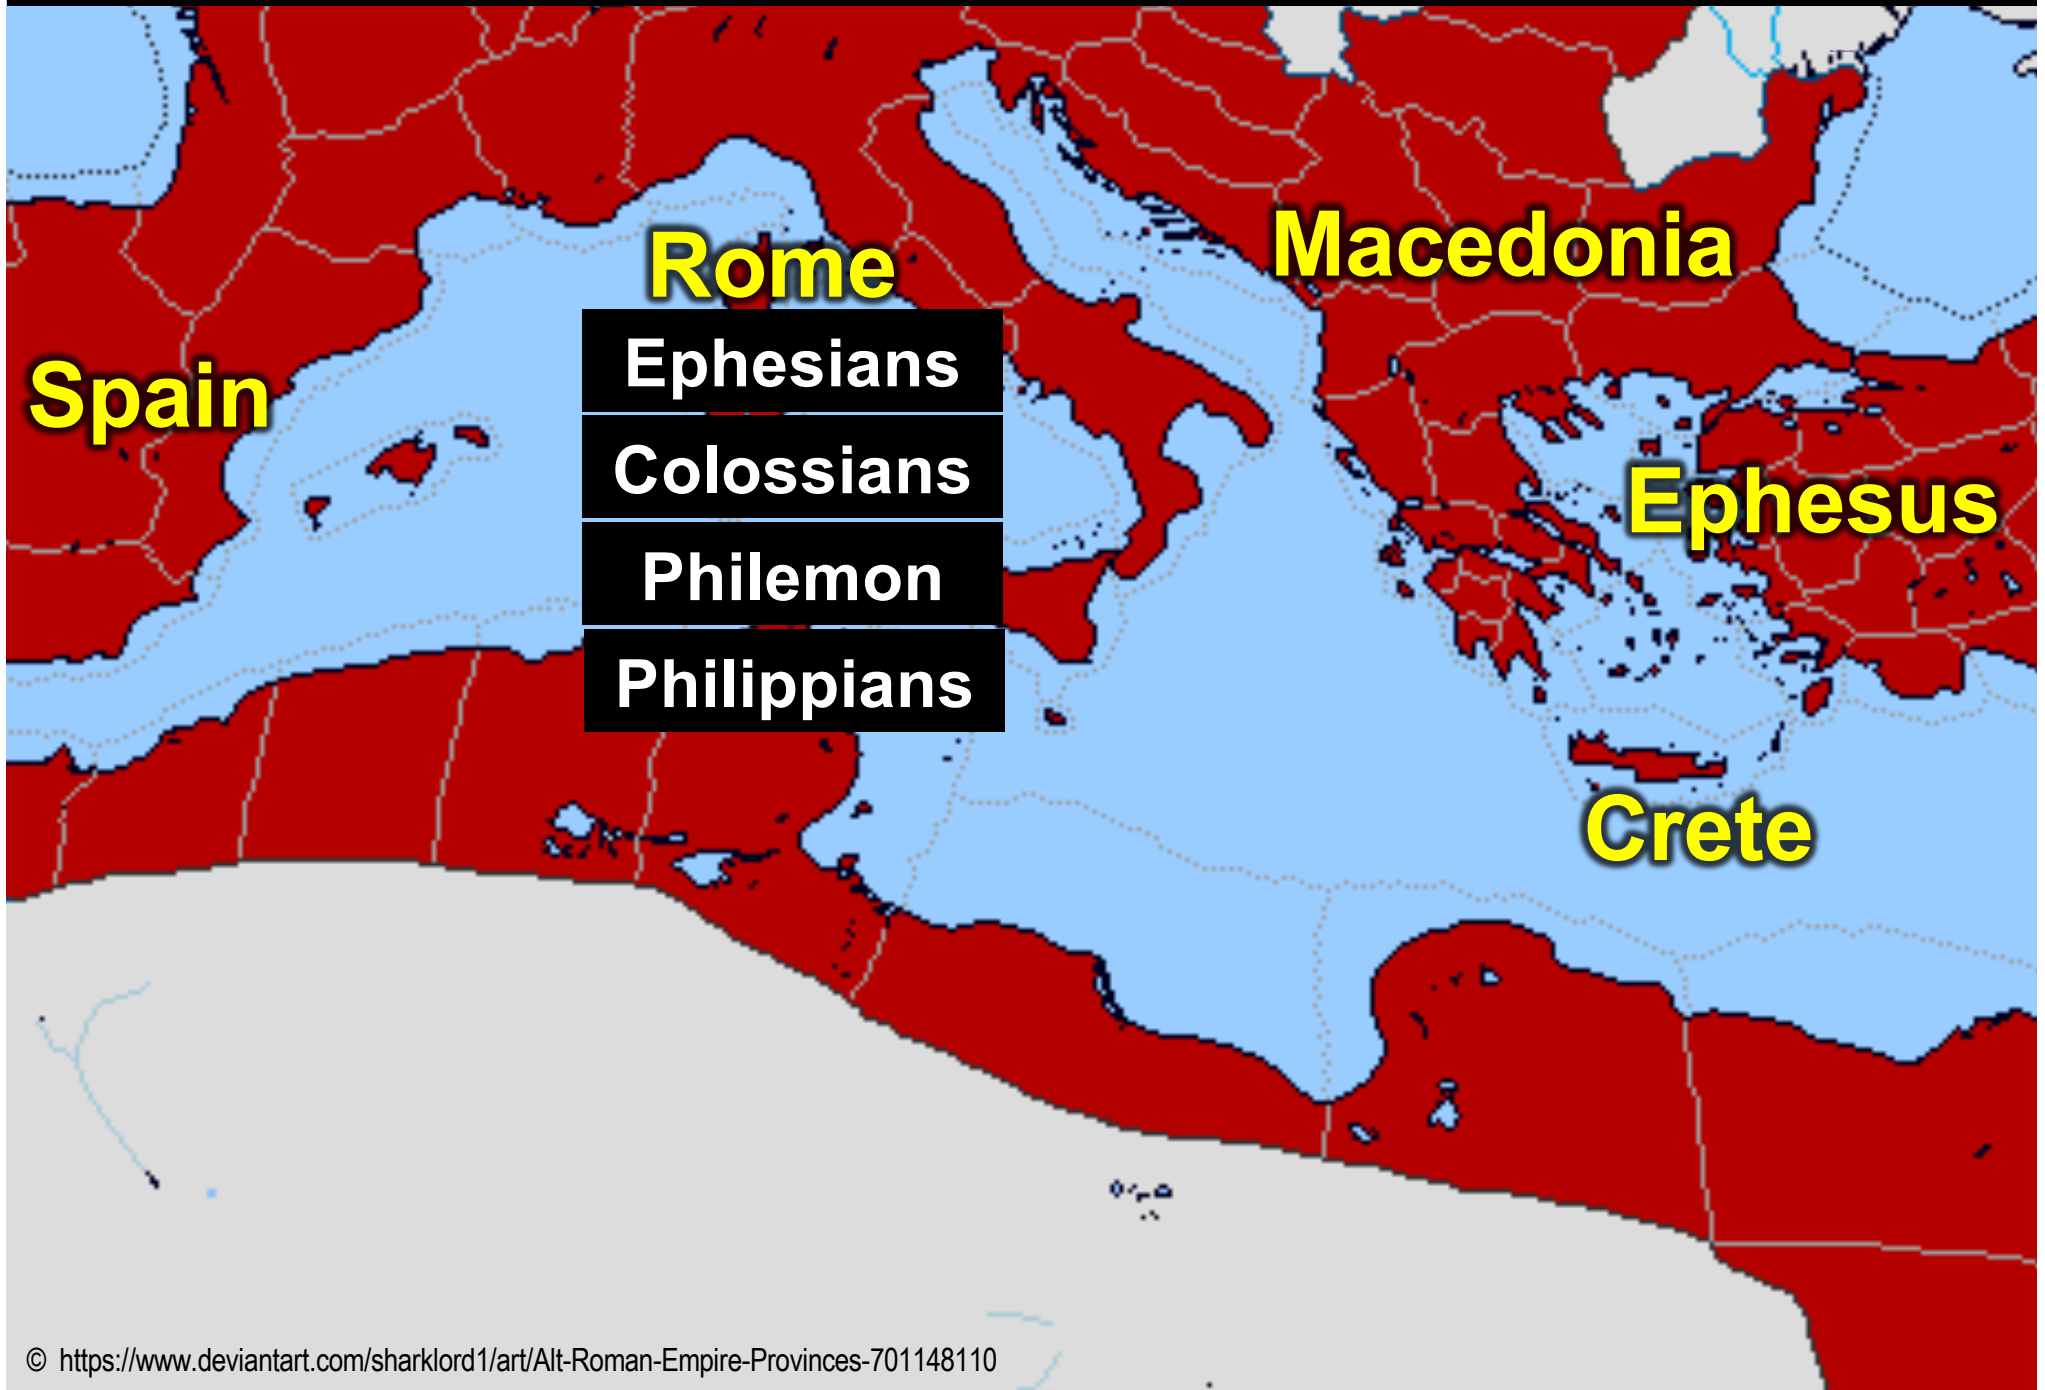 Macedonia
Rome
Ephesians
Spain
Colossians
Ephesus
Philemon
Philippians
Crete
© https://www.deviantart.com/sharklord1/art/Alt-Roman-Empire-Provinces-701148110